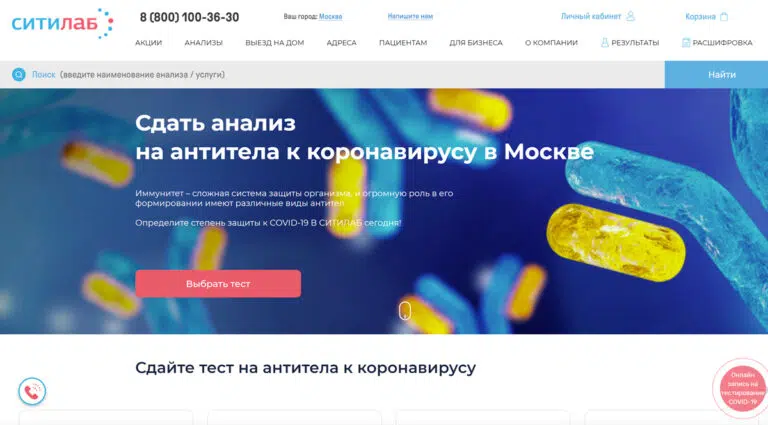 СИТИЛАБ
8 (800) 100-36-30
Ваш город: Москва
Напишите нам
Личный кабинет
Корзина
АКЦИИ АНАЛИЗЫ ВЫЕЗД НА ДОМ АДРЕСА ПАЦИЕНТАМ ДЛЯ БИЗНЕСА О КОМПАНИИ РЕЗУЛЬТАТЫ РАСШИФРОВКА
Поиск (введите наименование анализа / услуги)
Найти
Сдать анализ
на антитела к коронавирусу в Москве
Иммунитет – сложная система защиты организма, и огромную роль в его
формировании имеют различные виды антител
Определите степень защиты к COVID-19 В СИТИЛАБ сегодня!
Выбрать тест
Сдайте тест на антитела к коронавирусу
Онлайн
запись на
тестирование
COVID-19